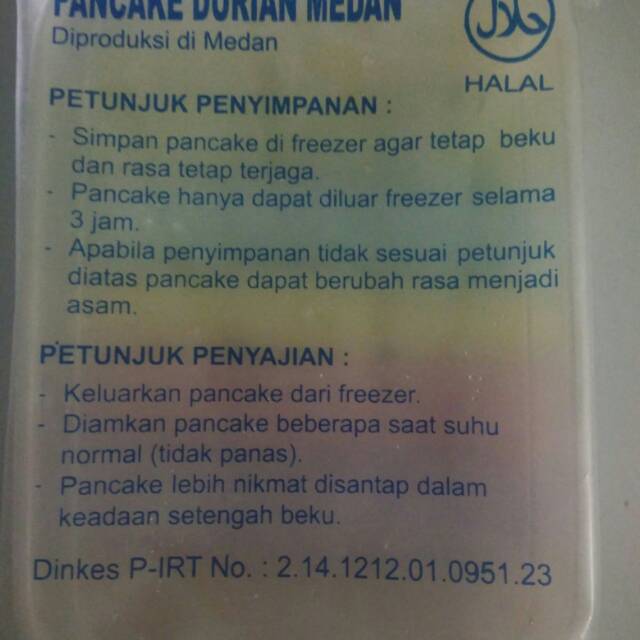 PANCAKE DURIAN MEDAN
Diproduksi di Medan
حلال
HALAL
PETUNJUK PENYIMPANAN :
- Simpan pancake di freezer agar tetap beku
dan rasa tetap terjaga.
- Pancake hanya dapat diluar freezer selama
3 jam.
- Apabila penyimpanan tidak sesuai petunjuk
diatas pancake dapat berubah rasa menjadi
asam.
PETUNJUK PENYAJIAN :
- Keluarkan pancake dari freezer.
- Diamkan pancake beberapa saat suhu
normal (tidak panas).
- Pancake lebih nikmat disantap dalam
keadaan setengah beku.
Dinkes P-IRT No. : 2.14.1212.01.0951.23